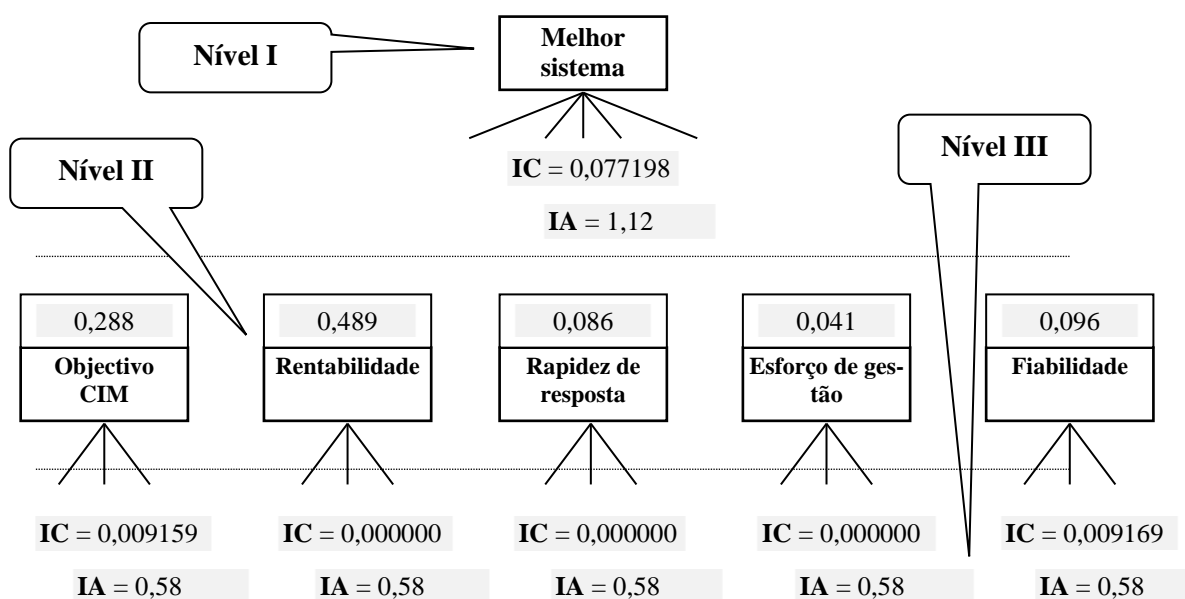 Nível I
Melhor
sistema
Nível II
Nível III
IC = 0,077198
IA = 1,12
0,288
0,489
0,086
0,041
0,096
Objectivo
CIM
Rentabilidade
Rapidez de
resposta
Esforço de ges-
tão
Fiabilidade
IC = 0,009159
IC = 0,000000
IC = 0,000000
IC = 0,000000
IC = 0,009169
IA = 0,58
IA = 0,58
IA = 0,58
IA = 0,58
IA = 0,58